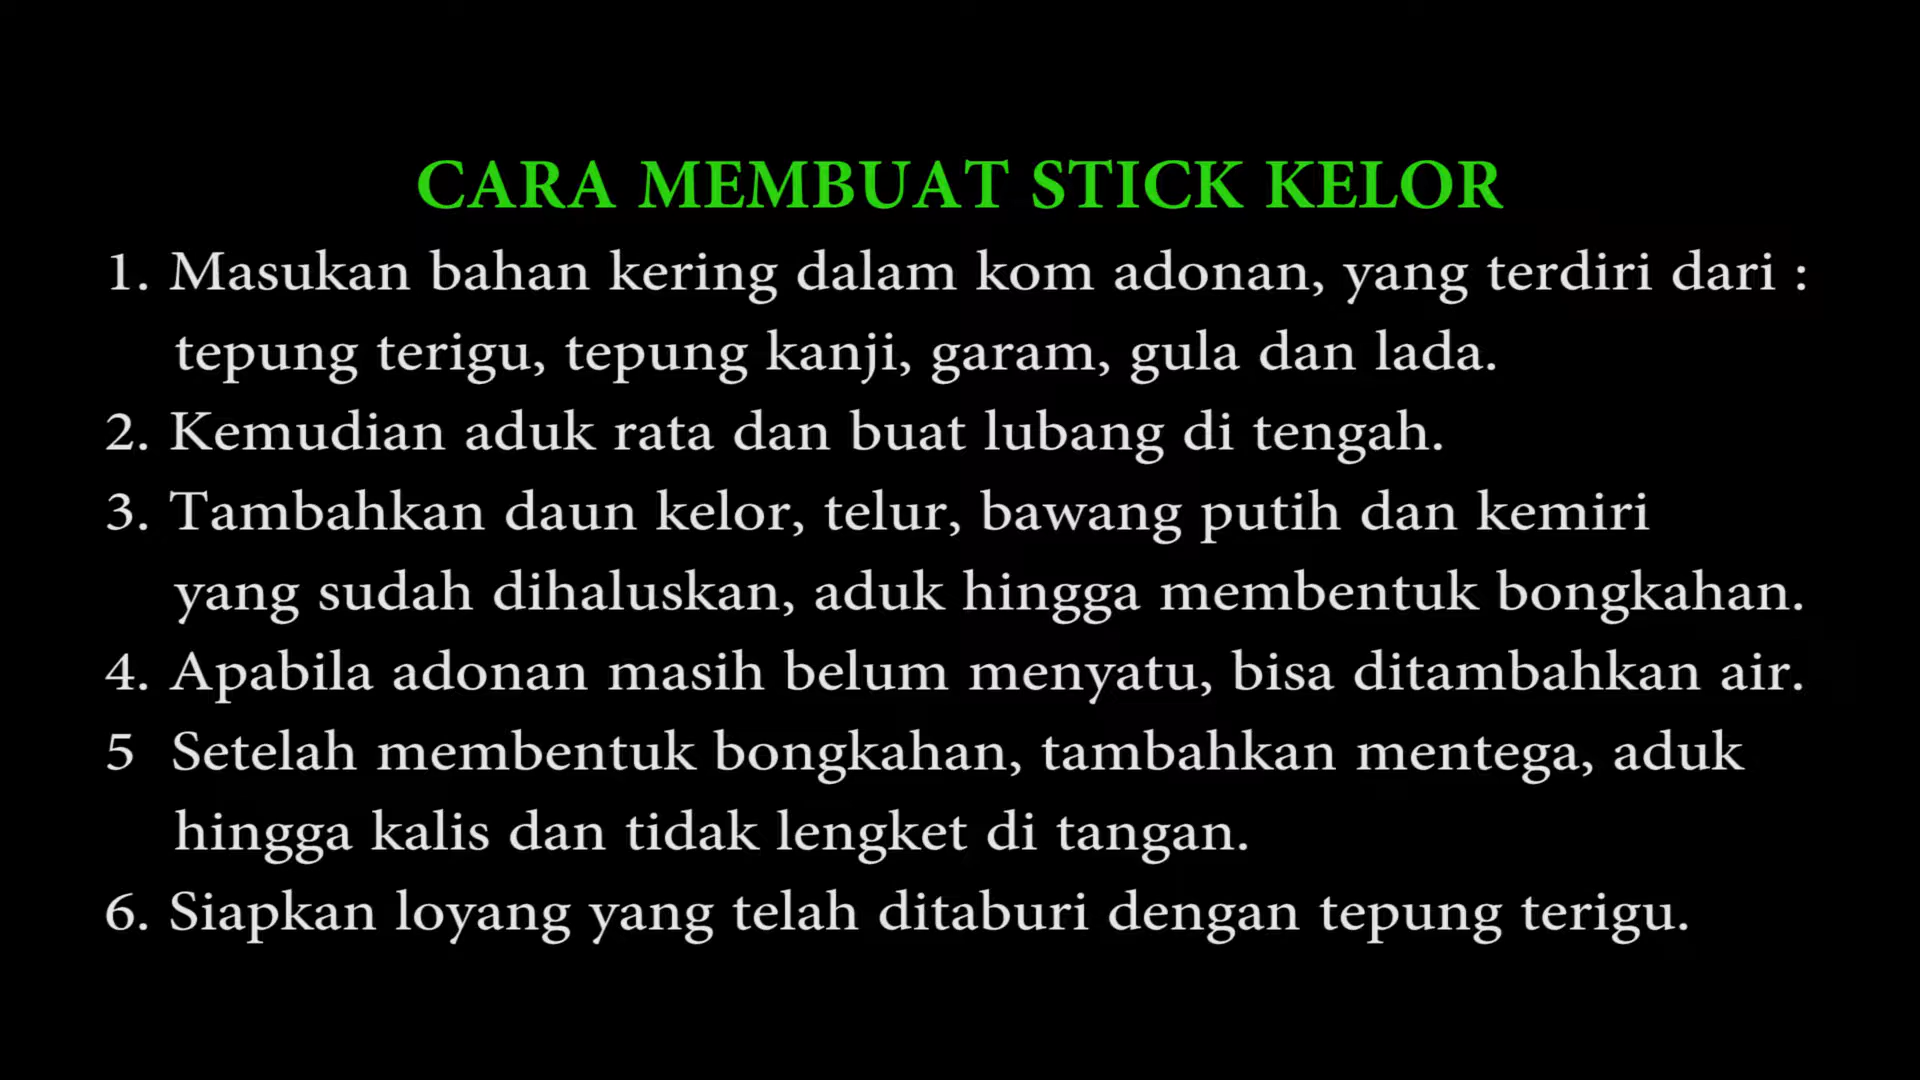 CARA MEMBUAT STICK KELOR
1. Masukan bahan kering dalam kom adonan, yang terdiri dari :
tepung terigu, tepung kanji, garam, gula dan lada.
2. Kemudian aduk rata dan buat lubang di tengah.
3. Tambahkan daun kelor, telur, bawang putih dan kemiri
yang sudah dihaluskan, aduk hingga membentuk bongkahan.
4. Apabila adonan masih belum menyatu, bisa ditambahkan air.
5 Setelah membentuk bongkahan, tambahkan mentega, aduk
hingga kalis dan tidak lengket di tangan.
6. Siapkan loyang yang telah ditaburi dengan tepung terigu.